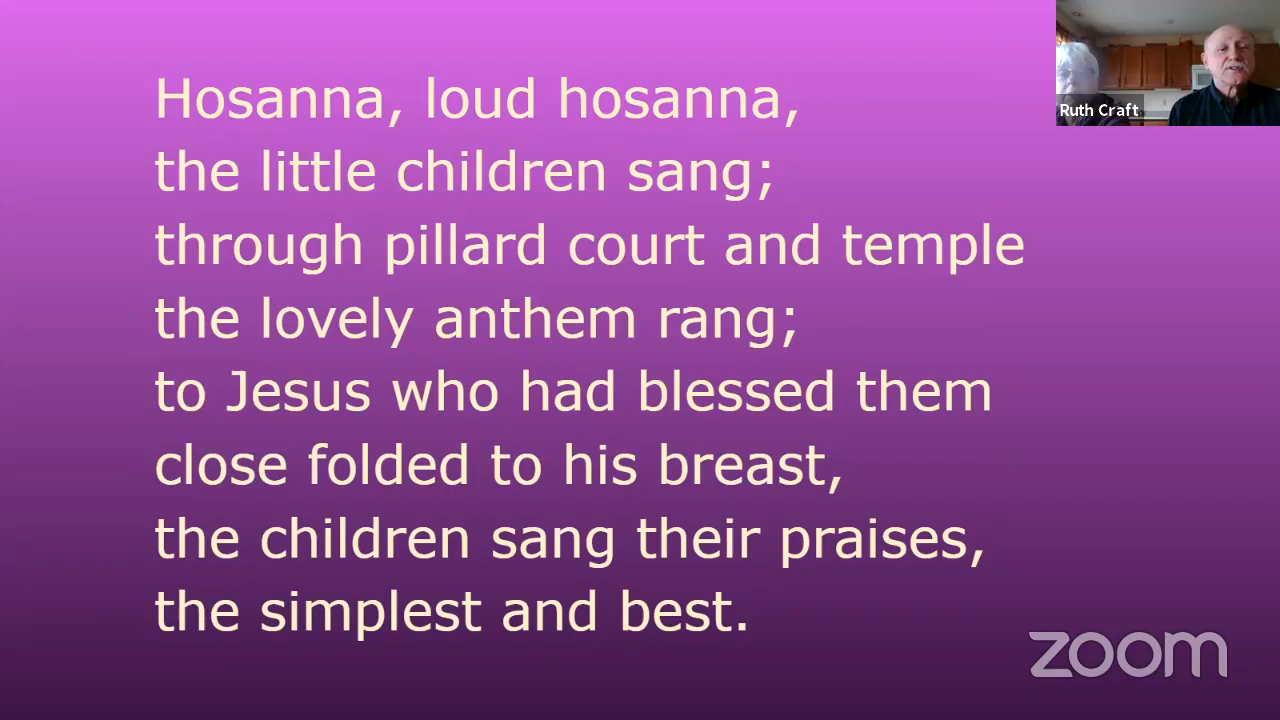 Hosanna, loud hosanna,
the little children sang;
through pillard court and temple
the lovely anthem rang;
to Jesus who had blessed them
close folded to his breast,
the children sang their praises,
the simplest and best.
Ruth Craft
zoom